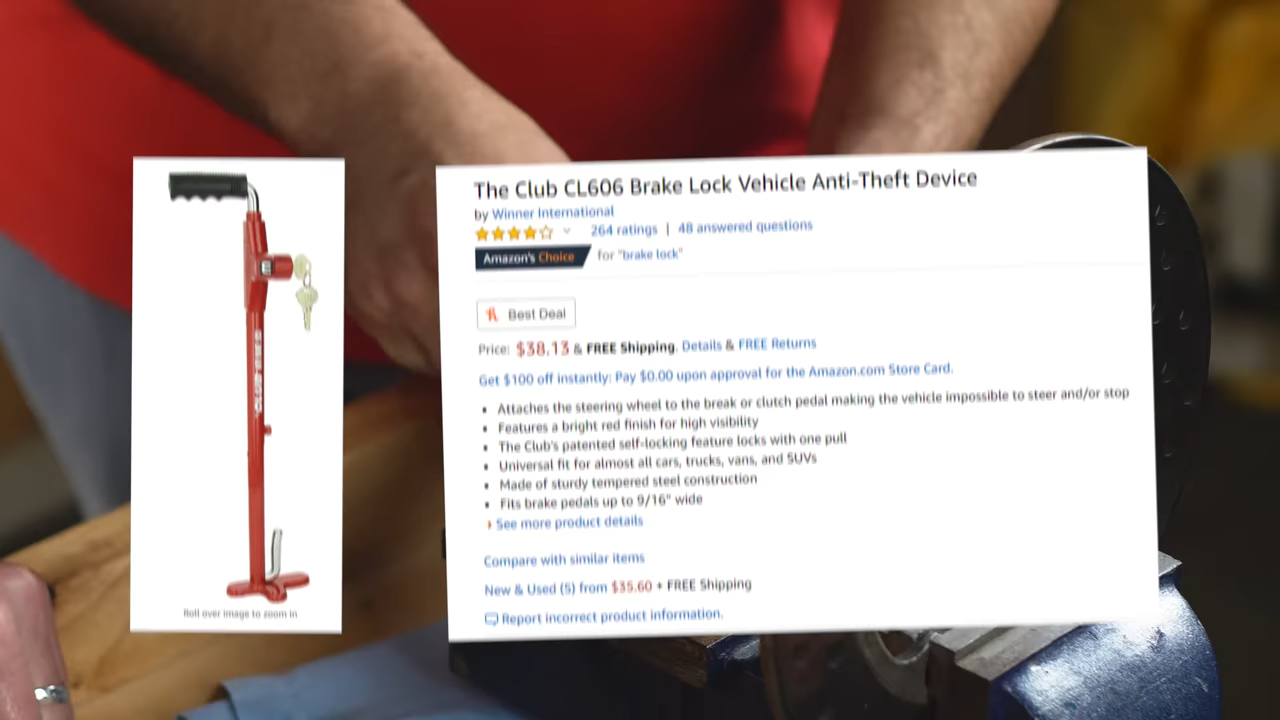 The Club CL606 Brake Lock Vehicle Anti-Theft Device
by Winner International
264 ratings | 48 answered questions
Amazon's Choice for "brake lock"
Best Deal
Price: $38.13 & FREE Shipping. Details & FREE Returns
Get $100 off instantly: Pay $0.00 upon approval for the Amazon.com Store Card.
Attaches the steering wheel to the break or clutch pedal making the vehicle impossible to steer and/or stop
Features a bright red finish for high visibility
The Club's patented self-locking feature locks with one pull
Universal fit for almost all cars, trucks, vans, and SUVs
Made of sturdy tempered steel construction
Fits brake pedals up to 9/16" wide
See more product details
Compare with similar items
New & Used (5) from $35.60 + FREE Shipping
Report incorrect product information.
Roll over image to zoom in